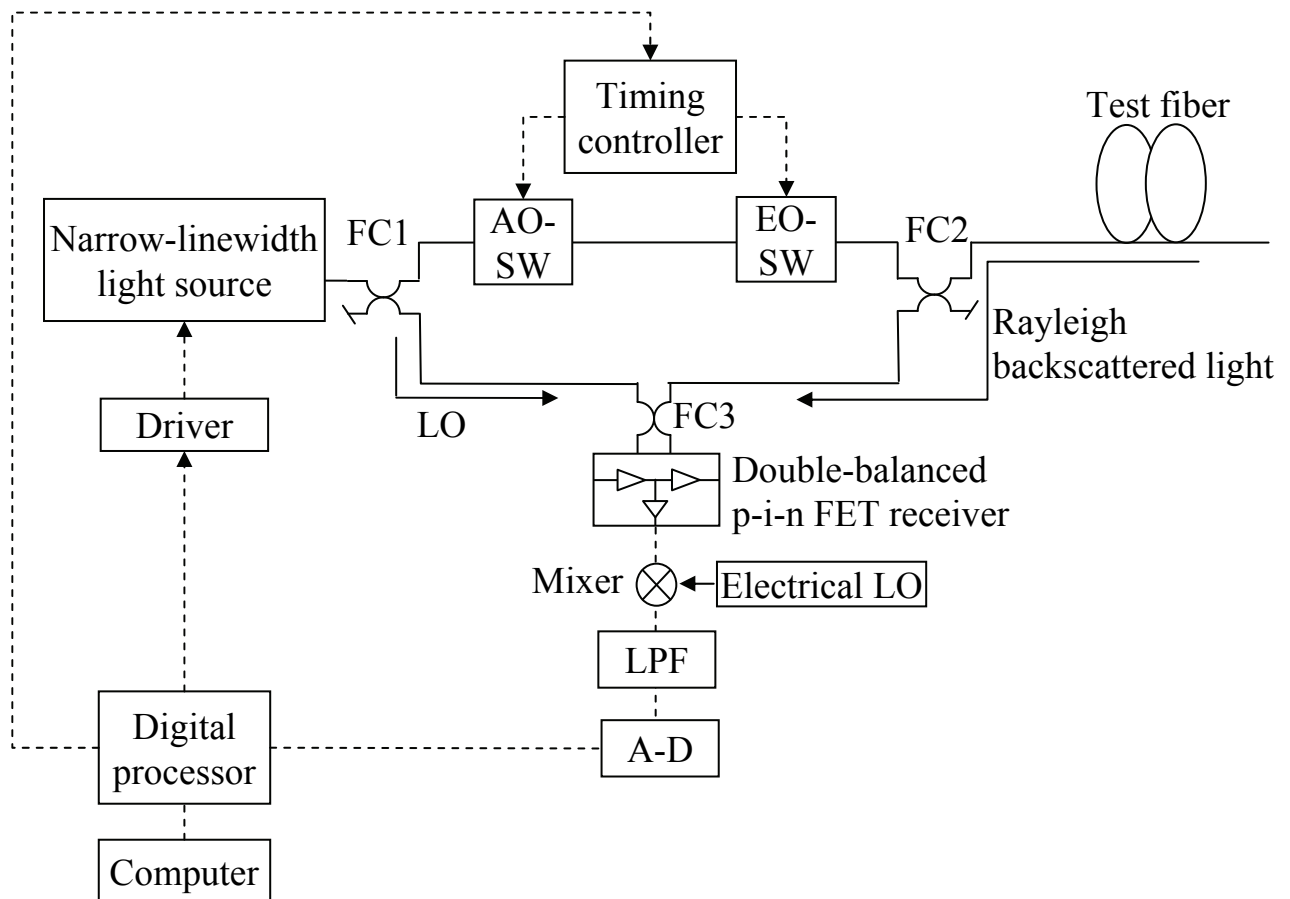 Timing
controller
Test fiber
Narrow-linewidth
light source
FC1
AO-
SW
EO-
SW
FC2
Rayleigh
backscattered light
LO
FC3
Driver
Double-balanced
p-i-n FET receiver
Mixer
Electrical LO
LPF
Digital
processor
A-D
Computer